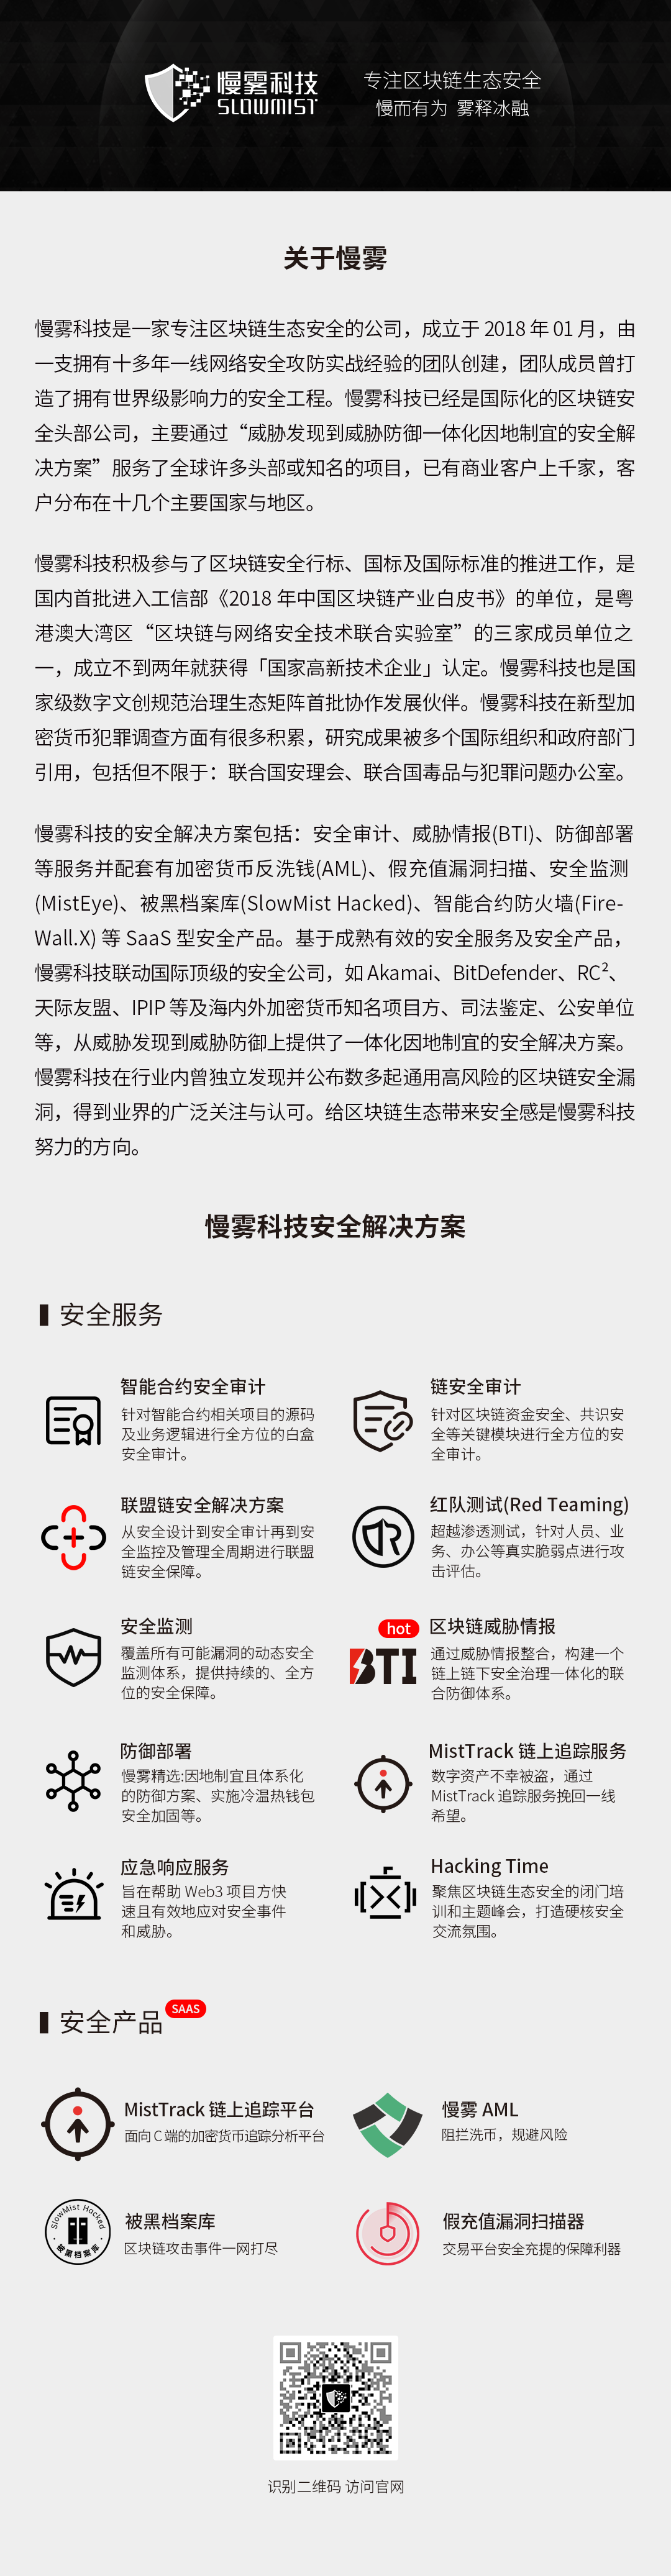 慢雾科技
SLOWMIST
专注区块链生态安全
慢而有为 雾释冰融
关于慢雾
慢雾科技是一家专注区块链生态安全的公司，成立于 2018 年 01 月，由
一支拥有十多年一线网络安全攻防实战经验的团队创建，团队成员曾打
造了拥有世界级影响力的安全工程。慢雾科技已经是国际化的区块链安
全头部公司，主要通过“威胁发现到威胁防御一体化因地制宜的安全解
决方案”服务了全球许多头部或知名的项目，已有商业客户上千家，客
户分布在十几个主要国家与地区。
慢雾科技积极参与了区块链安全行标、国标及国际标准的推进工作，是
国内首批进入工信部《2018 年中国区块链产业白皮书》的单位，是粤
港澳大湾区“区块链与网络安全技术联合实验室”的三家成员单位之
一，成立不到两年就获得「国家高新技术企业」认定。慢雾科技也是国
家级数字文创规范治理生态矩阵首批协作发展伙伴。慢雾科技在新型加
密货币犯罪调查方面有很多积累，研究成果被多个国际组织和政府部门
引用，包括但不限于：联合国安理会、联合国毒品与犯罪问题办公室。
慢雾科技的安全解决方案包括：安全审计、威胁情报(BTI)、防御部署
等服务并配套有加密货币反洗钱(AML)、假充值漏洞扫描、安全监测
(MistEye)、被黑档案库(SlowMist Hacked)、智能合约防火墙(Fire-
Wall.X) 等 SaaS 型安全产品。基于成熟有效的安全服务及安全产品，
慢雾科技联动国际顶级的安全公司，如 Akamai、BitDefender、RC²、
天际友盟、IPIP 等及海内外加密货币知名项目方、司法鉴定、公安单位
等，从威胁发现到威胁防御上提供了一体化因地制宜的安全解决方案。
慢雾科技在行业内曾独立发现并公布数多起通用高风险的区块链安全漏
洞，得到业界的广泛关注与认可。给区块链生态带来安全感是慢雾科技
努力的方向。
慢雾科技安全解决方案
安全服务
智能合约安全审计
针对智能合约相关项目的源码
及业务逻辑进行全方位的白盒
安全审计。
链安全审计
针对区块链资金安全、共识安
全等关键模块进行全方位的安
全审计。
联盟链安全解决方案
从安全设计到安全审计再到安
全监控及管理全周期进行联盟
链安全保障。
红队测试(Red Teaming)
超越渗透测试，针对人员、业
务、办公等真实脆弱点进行攻
击评估。
安全监测
覆盖所有可能漏洞的动态安全
监测体系，提供持续的、全方
位的安全保障。
hot
BTI
区块链威胁情报
通过威胁情报整合，构建一个
链上链下安全治理一体化的联
合防御体系。
防御部署
慢雾精选:因地制宜且体系化
的防御方案、实施冷温热钱包
安全加固等。
MistTrack 链上追踪服务
数字资产不幸被盗，通过
MistTrack 追踪服务挽回一线
希望。
应急响应服务
旨在帮助 Web3 项目方快
速且有效地应对安全事件
和威胁。
Hacking Time
聚焦区块链生态安全的闭门培
训和主题峰会，打造硬核安全
交流氛围。
安全产品
SAAS
MistTrack 链上追踪平台
面向 C 端的加密货币追踪分析平台
慢雾 AML
阻拦洗币，规避风险
SlowMist Hacked
被黑档案库
被黑档案库
区块链攻击事件一网打尽
假充值漏洞扫描器
交易平台安全充提的保障利器
识别二维码 访问官网